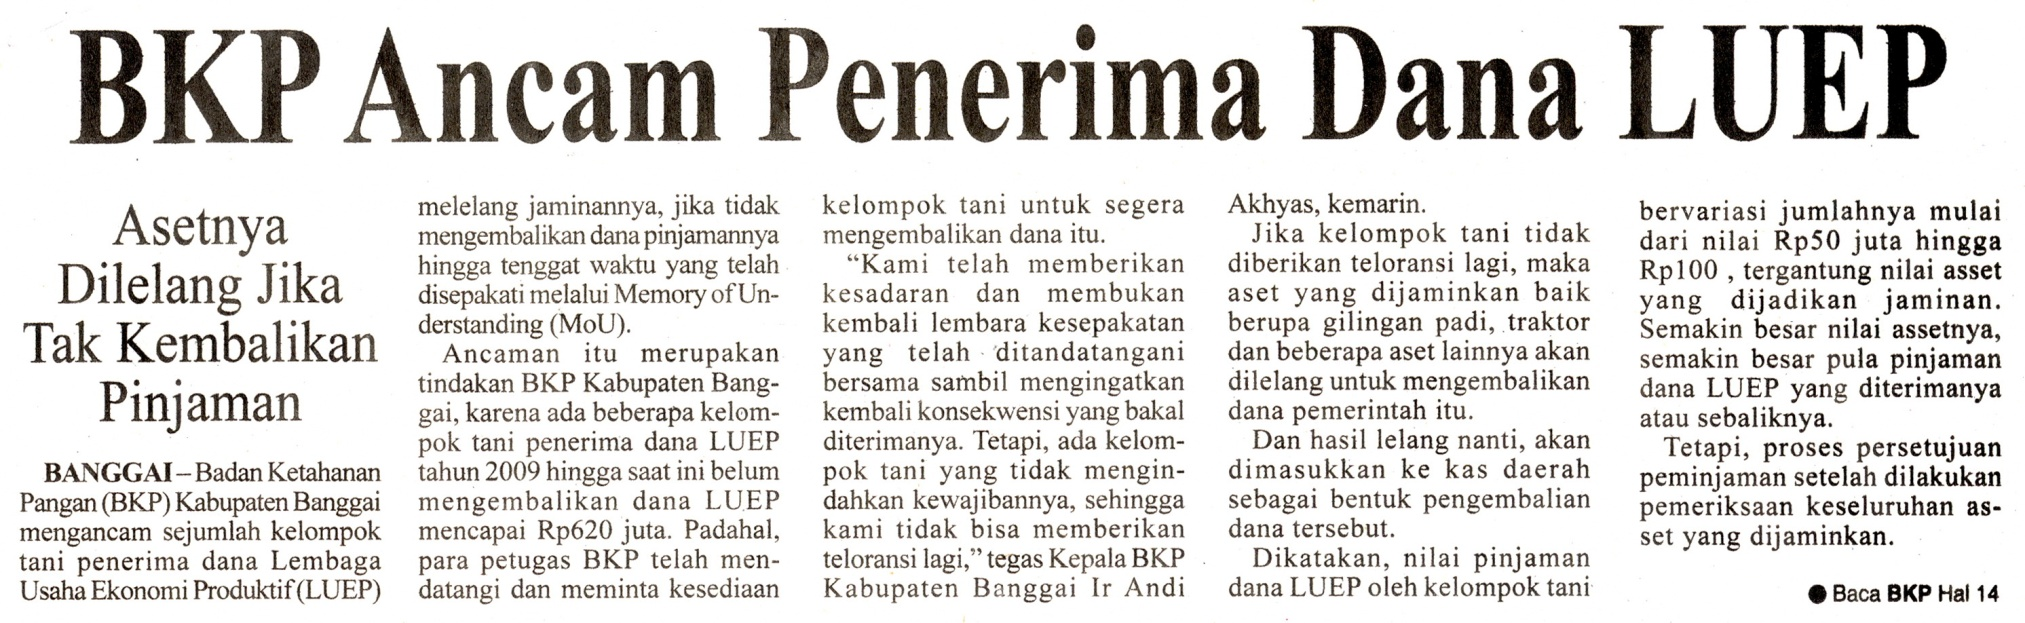 BKP Ancam Penerima Dana LUEP
Asetnya
Dilelang Jika
Tak Kembalikan
Pinjaman
BANGGAI – Badan Ketahanan
Pangan (BKP) Kabupaten Banggai
mengancam sejumlah kelompok
tani penerima dana Lembaga
Usaha Ekonomi Produktif (LUEP)
melelang jaminannya, jika tidak
mengembalikan dana pinjamannya
hingga tenggat waktu yang telah
disepakati melalui Memory of Un-
derstanding (MoU).
Ancaman itu merupakan
tindakan BKP Kabupaten Bang-
gai, karena ada beberapa kelom-
pok tani penerima dana LUEP
tahun 2009 hingga saat ini belum
mengembalikan dana LUEP
mencapai Rp620 juta. Padahal,
para petugas BKP telah men-
datangi dan meminta kesediaan
kelompok tani untuk segera
mengembalikan dana itu.
“Kami telah memberikan
kesadaran dan membukan
kembali lembara kesepakatan
yang telah ditandatangani
bersama sambil mengingatkan
kembali konsekwensi yang bakal
diterimanya. Tetapi, ada kelom-
pok tani yang tidak mengin-
dahkan kewajibannya, sehingga
kami tidak bisa memberikan
teloransi lagi,” tegas Kepala BKP
Kabupaten Banggai Ir Andi
Akhyas, kemarin.
Jika kelompok tani tidak
diberikan teloransi lagi, maka
aset yang dijaminkan baik
berupa gilingan padi, traktor
dan beberapa aset lainnya akan
dilelang untuk mengembalikan
dana pemerintah itu.
Dan hasil lelang nanti, akan
dimasukkan ke kas daerah
sebagai bentuk pengembalian
dana tersebut.
Dikatakan, nilai pinjaman
dana LUEP oleh kelompok tani
bervariasi jumlahnya mulai
dari nilai Rp50 juta hingga
Rp100 , tergantung nilai asset
yang dijadikan jaminan.
Semakin besar nilai assetnya,
semakin besar pula pinjaman
dana LUEP yang diterimanya
atau sebaliknya.
Tetapi, proses persetujuan
peminjaman setelah dilakukan
pemeriksaan keseluruhan as-
set yang dijaminkan.
● Baca BKP Hal 14